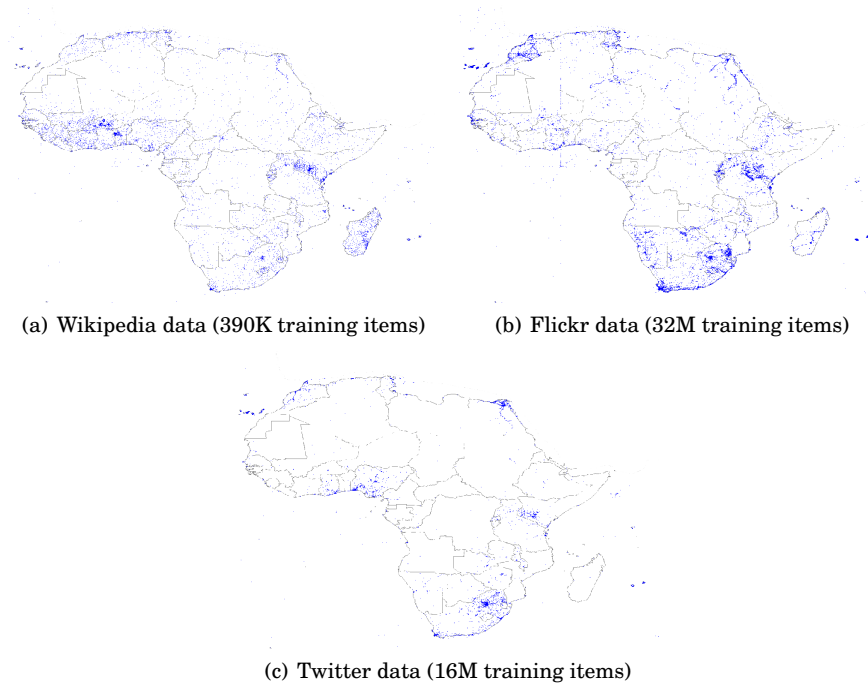 (a) Wikipedia data (390K training items)
(b) Flickr data (32M training items)
(c) Twitter data (16M training items)